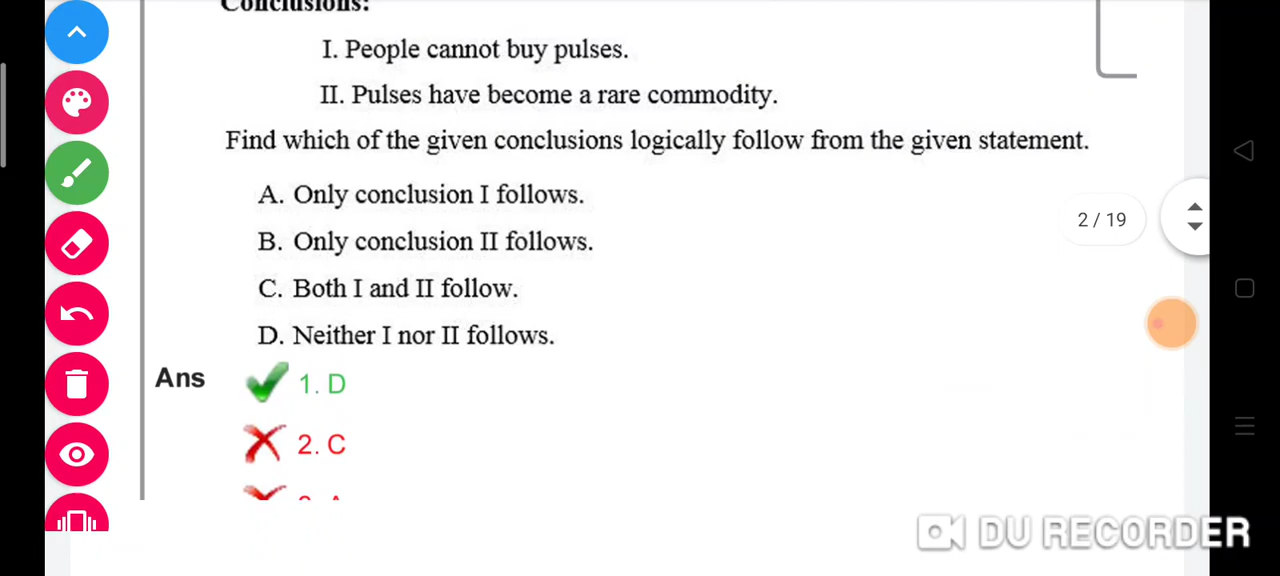 Conclusions:
I. People cannot buy pulses.
II. Pulses have become a rare commodity.
Find which of the given conclusions logically follow from the given statement.
A. Only conclusion I follows.
B. Only conclusion II follows.
C. Both I and II follow.
D. Neither I nor II follows.
2 / 19
Ans
1. D
2. C
DU RECORDER